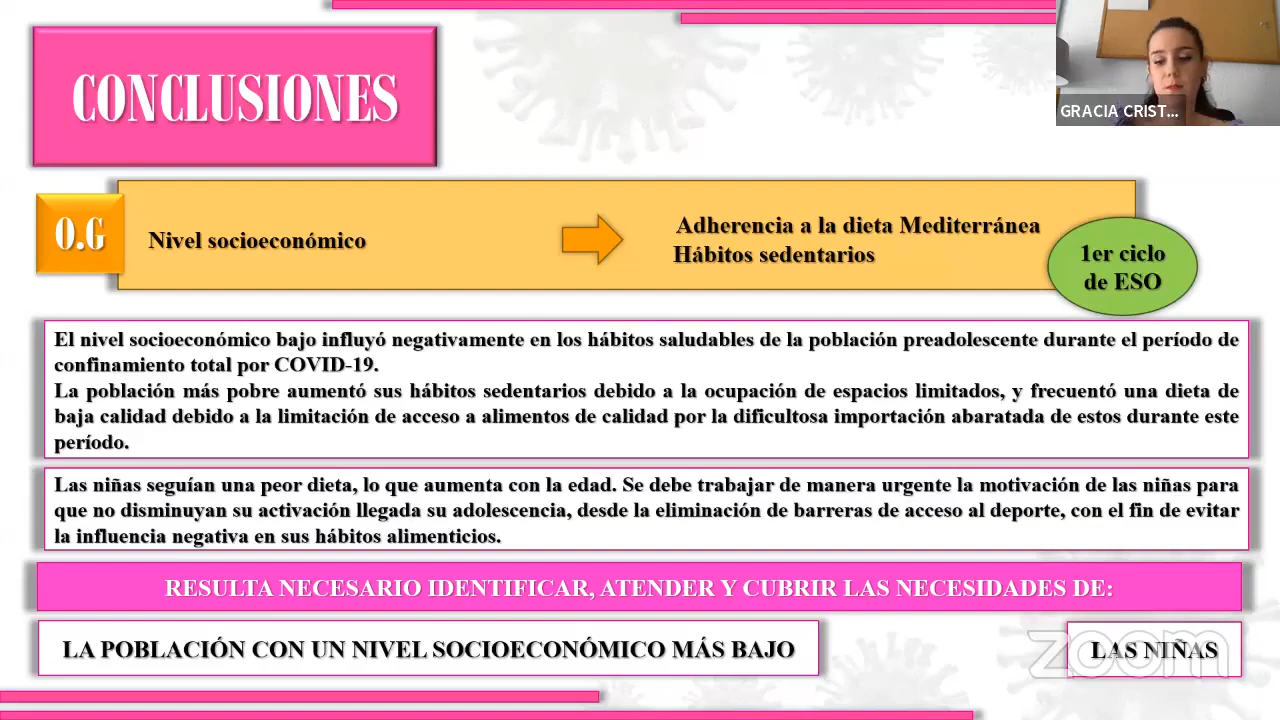 CONCLUSIONES
GRACIA CRIST...
O.G
Nivel socioeconómico
Adherencia a la dieta Mediterránea
Hábitos sedentarios
1er ciclo
de ESO
El nivel socioeconómico bajo influyó negativamente en los hábitos saludables de la población preadolescente durante el período de
confinamiento total por COVID-19.
La población más pobre aumentó sus hábitos sedentarios debido a la ocupación de espacios limitados, y frecuentó una dieta de
baja calidad debido a la limitación de acceso a alimentos de calidad por la dificultosa importación abaratada de estos durante este
período.
Las niñas seguían una peor dieta, lo que aumenta con la edad. Se debe trabajar de manera urgente la motivación de las niñas para
que no disminuyan su activación llegada su adolescencia, desde la eliminación de barreras de acceso al deporte, con el fin de evitar
la influencia negativa en sus hábitos alimenticios.
RESULTA NECESARIO IDENTIFICAR, ATENDER Y CUBRIR LAS NECESIDADES DE:
LA POBLACIÓN CON UN NIVEL SOCIOECONÓMICO MÁS BAJO
LAS NIÑAS
zoom